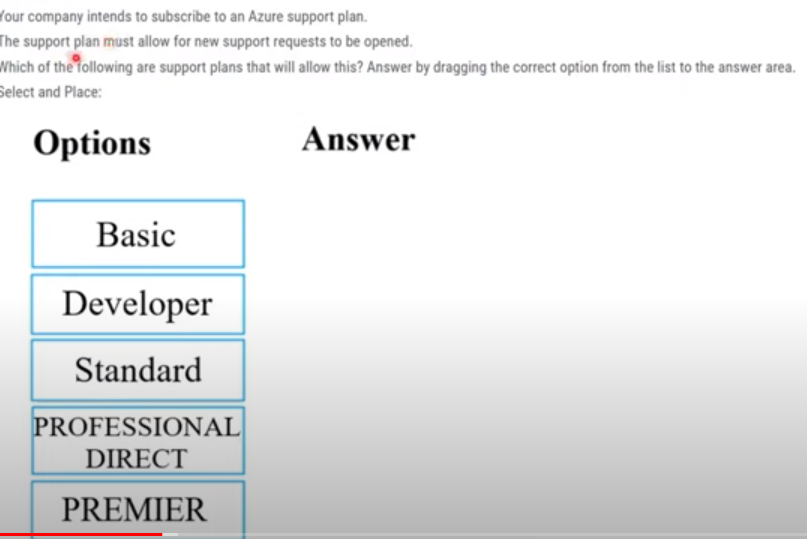 Your company intends to subscribe to an Azure support plan.
The support plan must allow for new support requests to be opened.
Which of the following are support plans that will allow this? Answer by dragging the correct option from the list to the answer area.
Select and Place:
Options
Answer
Basic
Developer
Standard
PROFESSIONAL
DIRECT
PREMIER